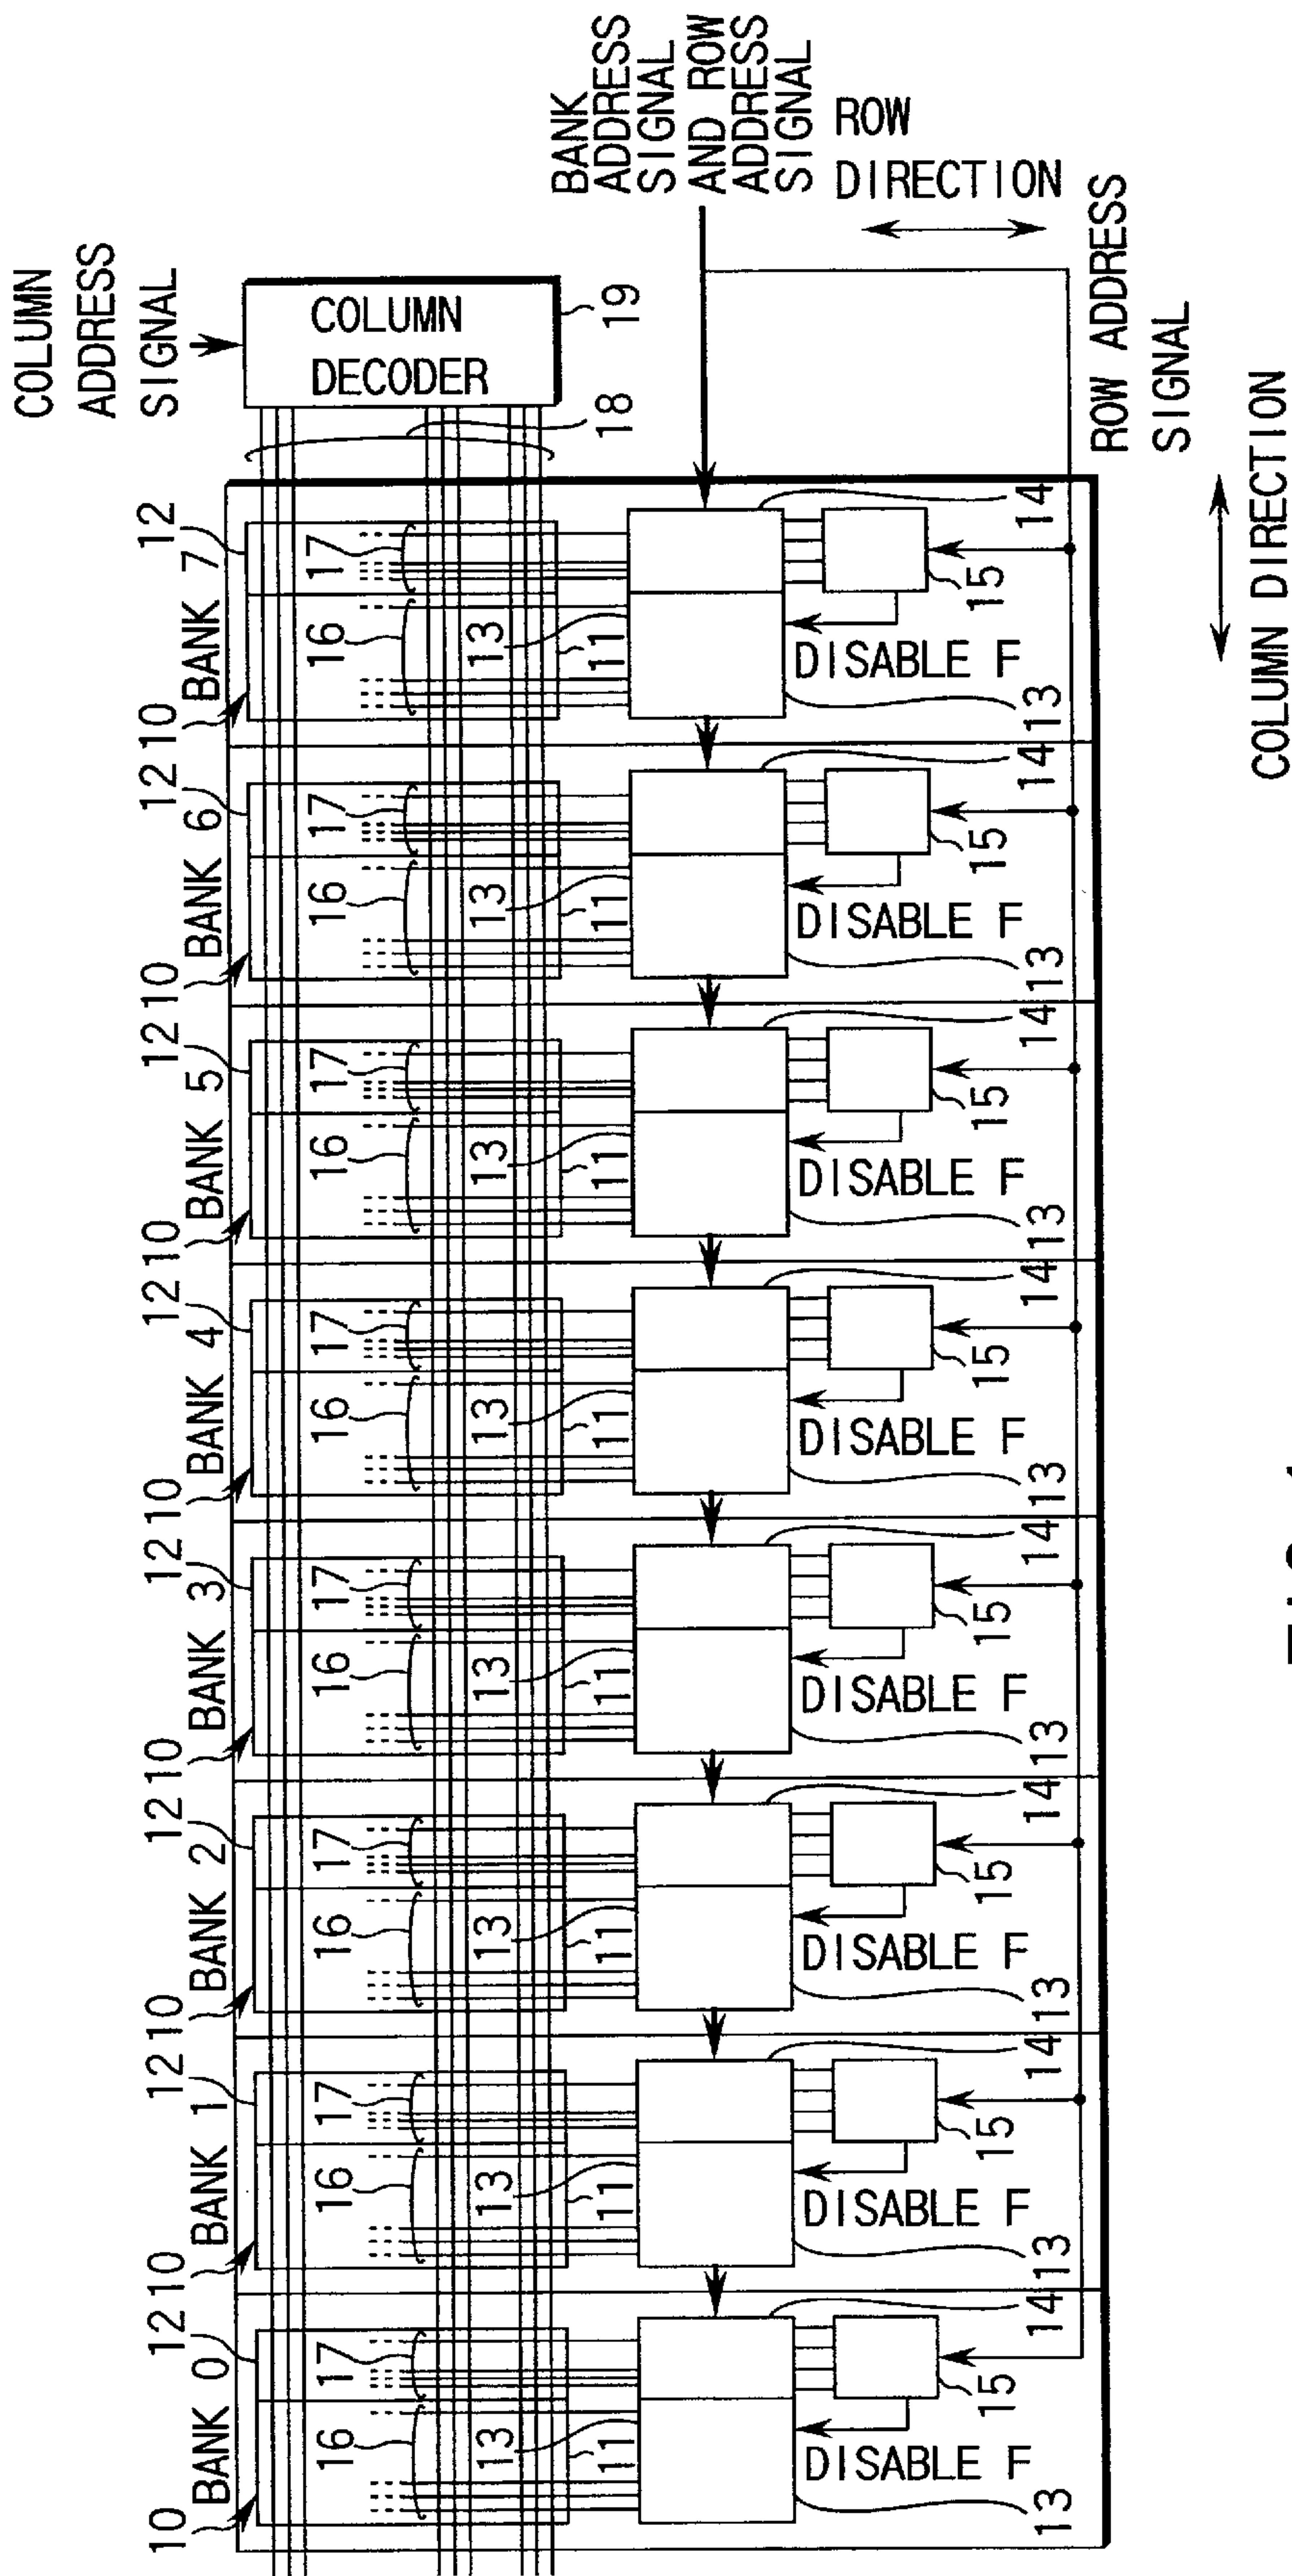 COLUMN
ADDRESS
SIGNAL
10 12 10 12 10 12 10 12 10 12 10 12 10 12 10 12
BANK 0 BANK 1 BANK 2 BANK 3 BANK 4 BANK 5 BANK 6 BANK 7
16 17 16 17 16 17 16 17 16 17 16 17 16 17 16 17
COLUMN
DECODER
13 13 13 13 13 13 13 13
11 11 11 11 11 11 11 11
18 19
BANK
ADDRESS
SIGNAL
AND ROW
ADDRESS
SIGNAL
DISABLE F DISABLE F DISABLE F DISABLE F DISABLE F DISABLE F DISABLE F DISABLE F
ROW
DIRECTION
15 15 15 15 15 15 15 15
13 14 13 14 13 14 13 14 13 14 13 14 13 14 13 14
ROW ADDRESS
SIGNAL
COLUMN DIRECTION